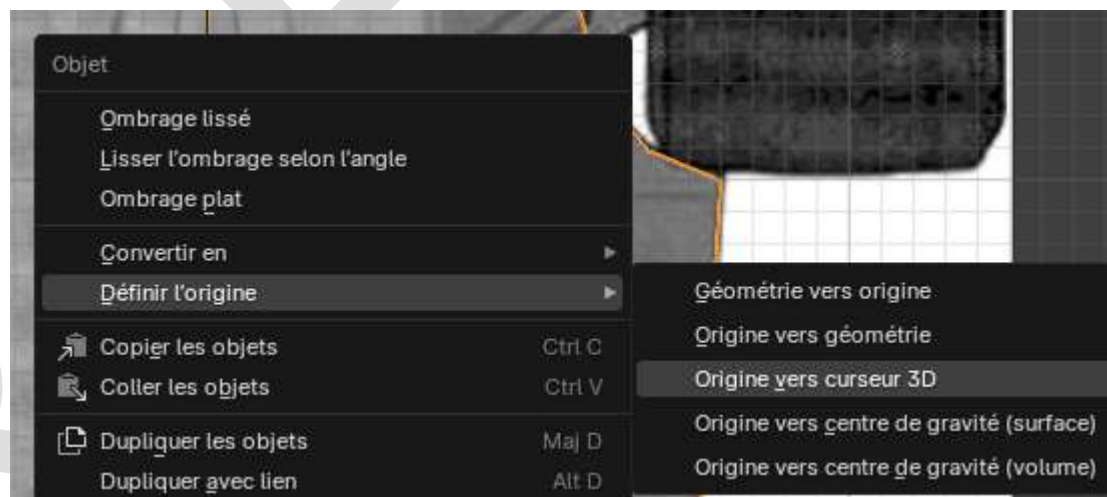 Objet
Ombrage lissé
Lisser l'ombrage selon l'angle
Ombrage plat
Convertir en
Définir l'origine
Copier les objets Ctrl C
Coller les objets Ctrl V
Dupliquer les objets Maj D
Dupliquer avec lien Alt D
Géométrie vers origine
Origine vers géométrie
Origine vers curseur 3D
Origine vers centre de gravité (surface)
Origine vers centre de gravité (volume)